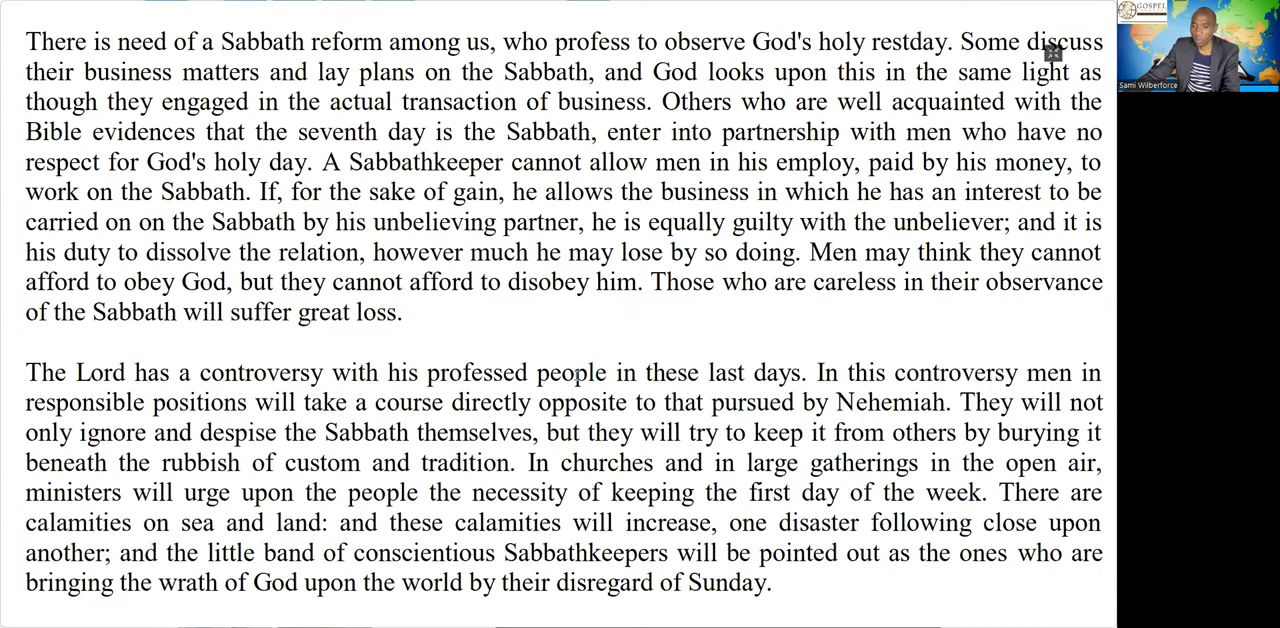 There is need of a Sabbath reform among us, who profess to observe God's holy restday. Some discuss
their business matters and lay plans on the Sabbath, and God looks upon this in the same light as
though they engaged in the actual transaction of business. Others who are well acquainted with the
Bible evidences that the seventh day is the Sabbath, enter into partnership with men who have no
respect for God's holy day. A Sabbathkeeper cannot allow men in his employ, paid by his money, to
work on the Sabbath. If, for the sake of gain, he allows the business in which he has an interest to be
carried on on the Sabbath by his unbelieving partner, he is equally guilty with the unbeliever; and it is
his duty to dissolve the relation, however much he may lose by so doing. Men may think they cannot
afford to obey God, but they cannot afford to disobey him. Those who are careless in their observance
of the Sabbath will suffer great loss.
The Lord has a controversy with his professed people in these last days. In this controversy men in
responsible positions will take a course directly opposite to that pursued by Nehemiah. They will not
only ignore and despise the Sabbath themselves, but they will try to keep it from others by burying it
beneath the rubbish of custom and tradition. In churches and in large gatherings in the open air,
ministers will urge upon the people the necessity of keeping the first day of the week. There are
calamities on sea and land: and these calamities will increase, one disaster following close upon
another; and the little band of conscientious Sabbathkeepers will be pointed out as the ones who are
bringing the wrath of God upon the world by their disregard of Sunday.
GOSPEL
Sami Wilberforce